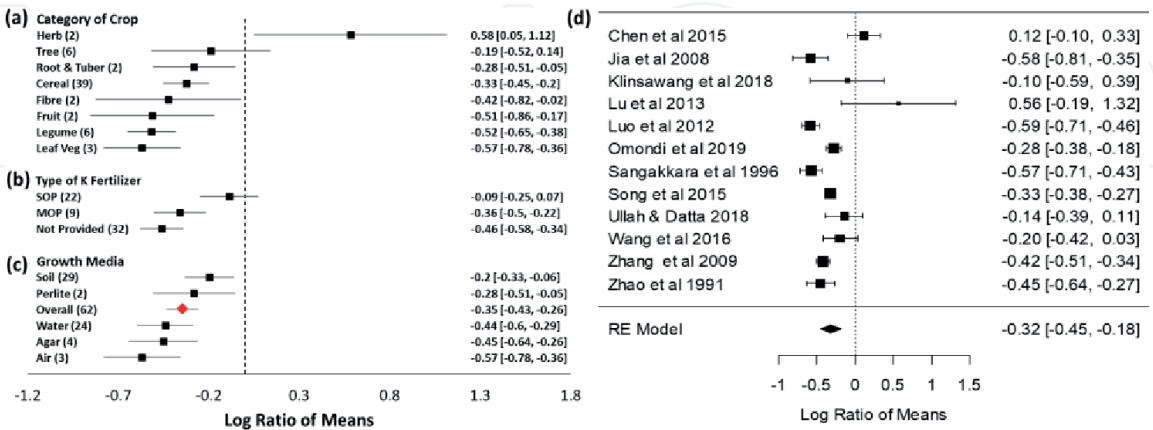 (a) Category of Crop
Herb (2) 0.58 [0.05, 1.12]
Tree (6) -0.19 [-0.52, 0.14]
Root & Tuber (2) -0.28 [-0.51, -0.05]
Cereal (39) -0.33 [-0.45, -0.2]
Fibre (2) -0.42 [-0.82, -0.02]
Fruit (2) -0.51 [-0.86, -0.17]
Legume (6) -0.52 [-0.65, -0.38]
Leaf Veg (3) -0.57 [-0.78, -0.36]
(b) Type of K Fertilizer
SOP (22) -0.09 [-0.25, 0.07]
MOP (9) -0.36 [-0.5, -0.22]
Not Provided (32) -0.46 [-0.58, -0.34]
(c) Growth Media
Soil (29) -0.2 [-0.33, -0.06]
Perlite (2) -0.28 [-0.51, -0.05]
Overall (62) -0.35 [-0.43, -0.26]
Water (24) -0.44 [-0.6, -0.29]
Agar (4) -0.45 [-0.64, -0.26]
Air (3) -0.57 [-0.78, -0.36]
-1.2 -0.7 -0.2 0.3 0.8 1.3 1.8
Log Ratio of Means
(d)
Chen et al 2015 0.12 [-0.10, 0.33]
Jia et al 2008 -0.58 [-0.81, -0.35]
Klinsawang et al 2018 -0.10 [-0.59, 0.39]
Lu et al 2013 0.56 [-0.19, 1.32]
Luo et al 2012 -0.59 [-0.71, -0.46]
Omondi et al 2019 -0.28 [-0.38, -0.18]
Sangakkara et al 1996 -0.57 [-0.71, -0.43]
Song et al 2015 -0.33 [-0.38, -0.27]
Ullah & Datta 2018 -0.14 [-0.39, 0.11]
Wang et al 2016 -0.20 [-0.42, 0.03]
Zhang et al 2009 -0.42 [-0.51, -0.34]
Zhao et al 1991 -0.45 [-0.64, -0.27]
RE Model -0.32 [-0.45, -0.18]
-1 -0.5 0 0.5 1 1.5
Log Ratio of Means